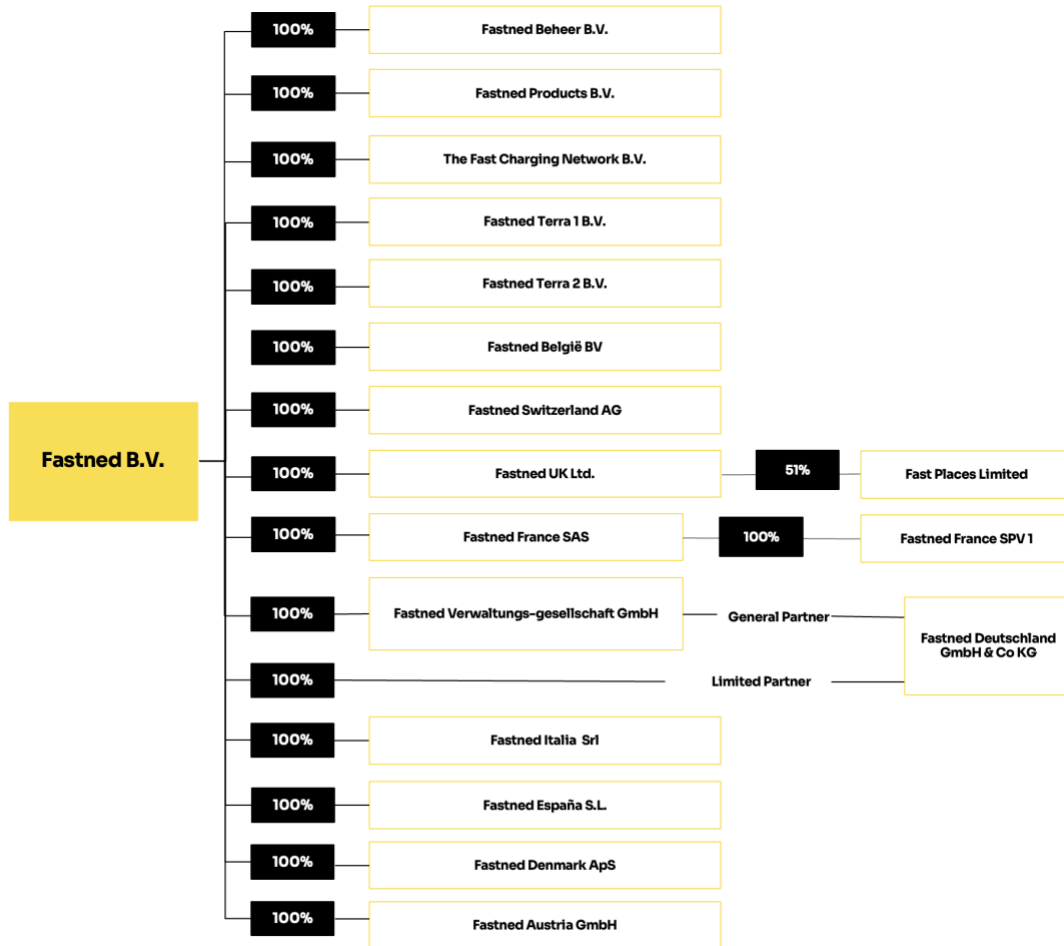 100%
Fastned Beheer B.V.
100%
Fastned Products B.V.
100%
The Fast Charging Network B.V.
100%
Fastned Terra 1 B.V.
100%
Fastned Terra 2 B.V.
100%
Fastned België BV
100%
Fastned Switzerland AG
Fastned B.V.
100%
Fastned UK Ltd.
51%
Fast Places Limited
100%
Fastned France SAS
100%
Fastned France SPV 1
100%
Fastned Verwaltungs-gesellschaft GmbH
General Partner
Fastned Deutschland
GmbH & Co KG
100%
Limited Partner
100%
Fastned Italia Srl
100%
Fastned España S.L.
100%
Fastned Denmark ApS
100%
Fastned Austria GmbH